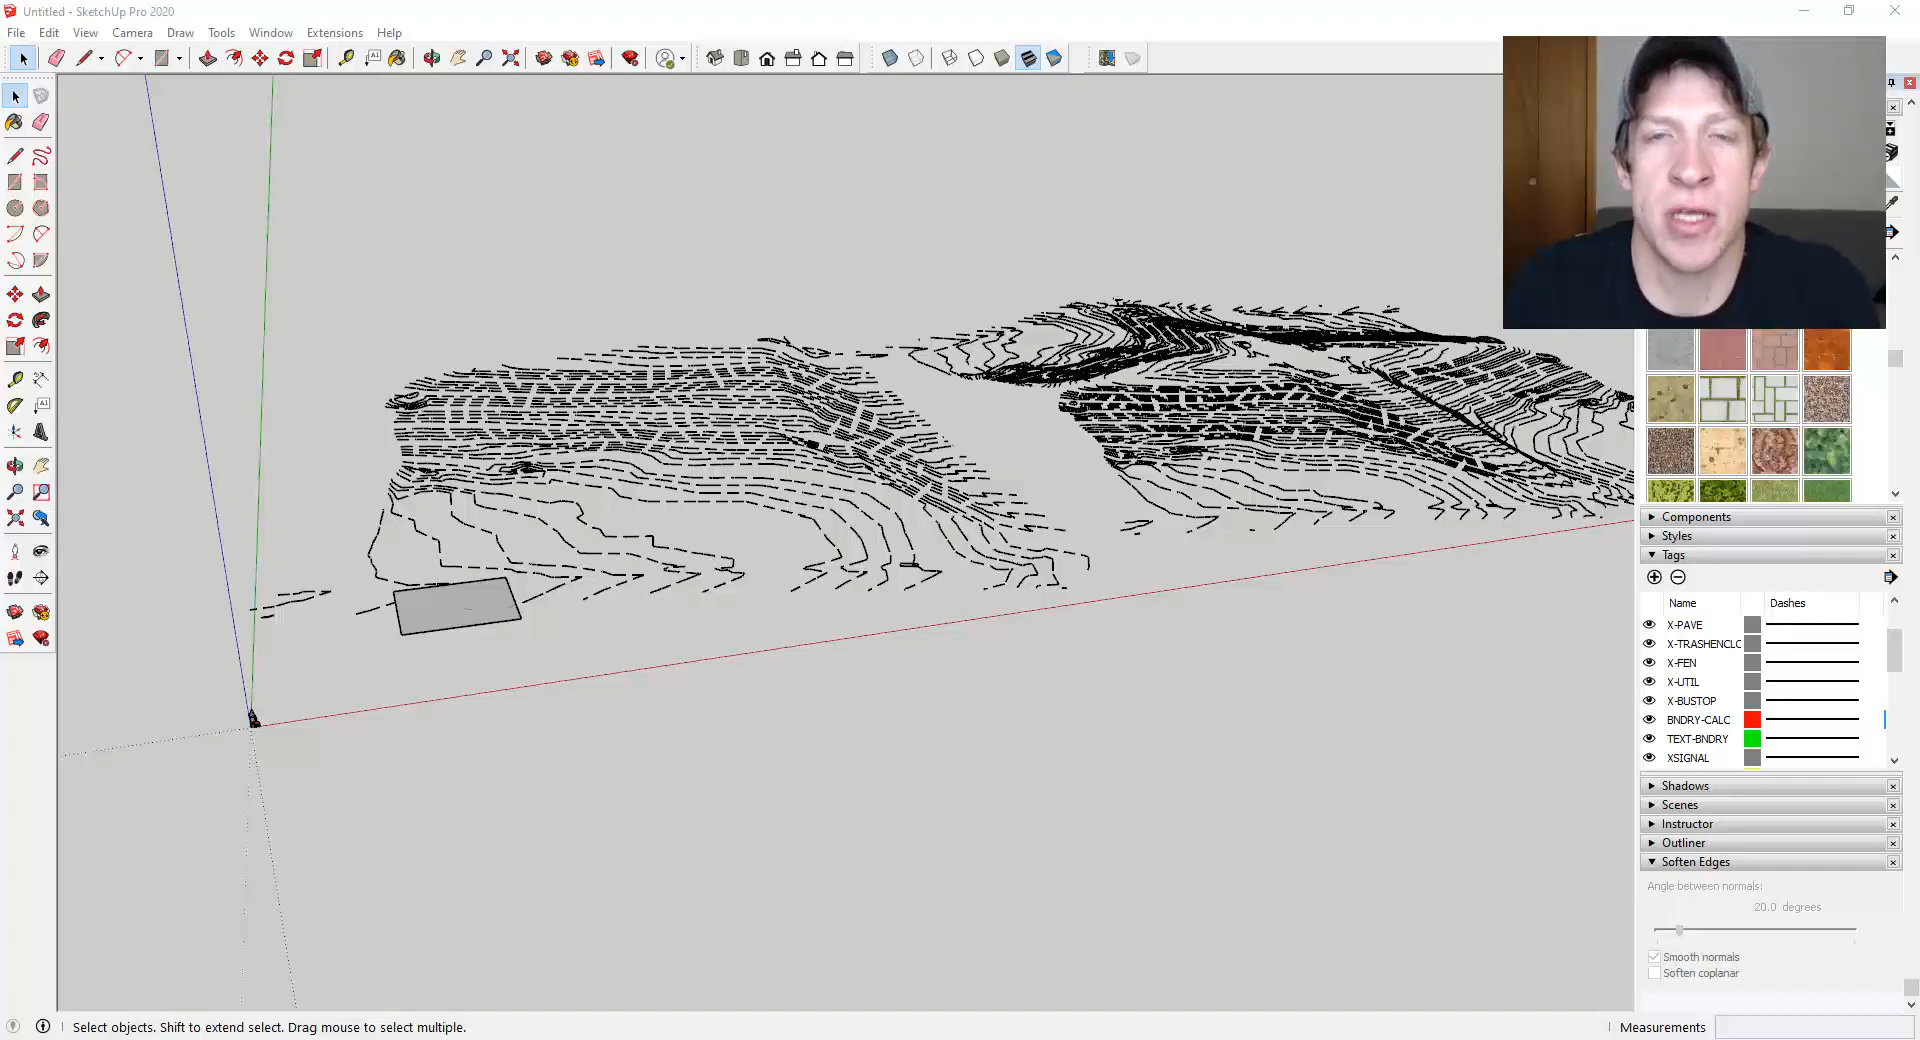 Untitled - SketchUp Pro 2020
File Edit View Camera Draw Tools Window Extensions Help
Components
Styles
Tags
Name Dashes
X-PAVE
X-TRASHENCLO
X-FEN
X-UTIL
X-BUSTOP
BNDRY-CALC
TEXT-BNDRY
XSIGNAL
Shadows
Scenes
Instructor
Outliner
Soften Edges
Angle between normals:
20.0 degrees
Smooth normals
Soften coplanar
Select objects. Shift to extend select. Drag mouse to select multiple.
Measurements